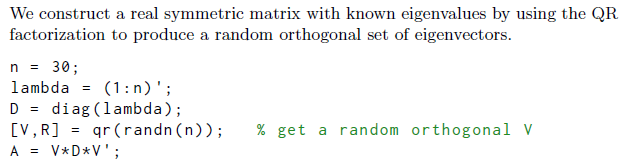 We construct a real symmetric matrix with known eigenvalues by using the QR
factorization to produce a random orthogonal set of eigenvectors.
n = 30;
lambda = (1:n)';
D = diag(lambda);
[V,R] = qr(randn(n));   % get a random orthogonal V
A = V*D*V';